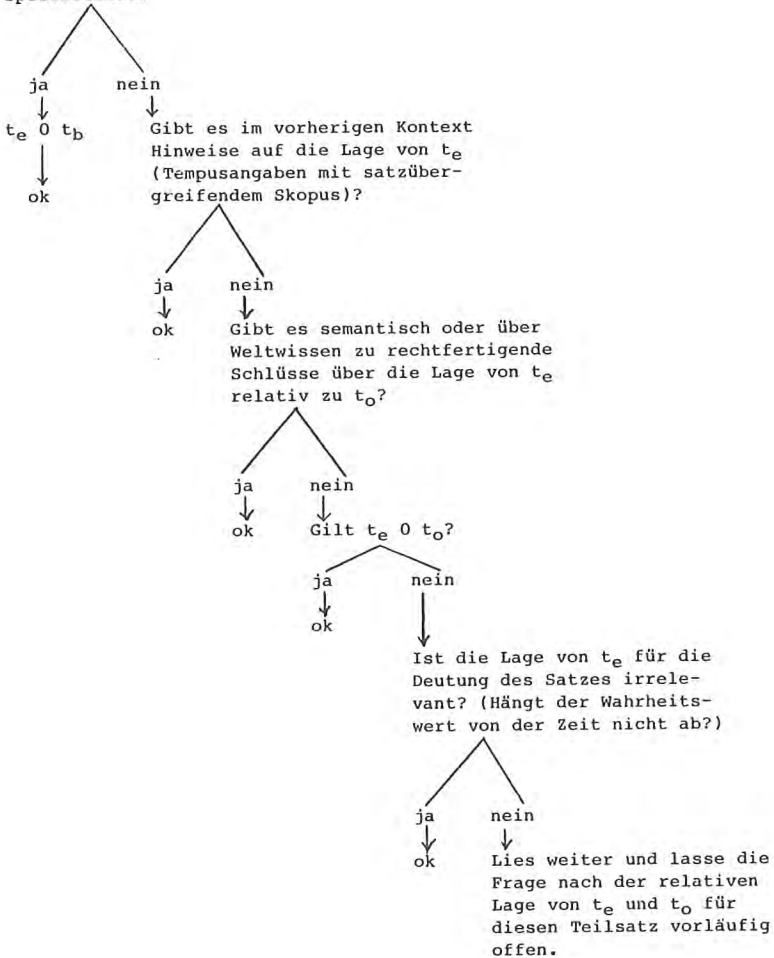 ja nein
t_e O t_b Gibt es im vorherigen Kontext
Hinweise auf die Lage von t_e
(Tempusangaben mit satzüber-
ok greifendem Skopus)?
ja nein
ok Gibt es semantisch oder über
Weltwissen zu rechtfertigende
Schlüsse über die Lage von t_e
relativ zu t_o?
ja nein
ok Gilt t_e O t_o?
ja nein
ok
Ist die Lage von t_e für die
Deutung des Satzes irrele-
vant? (Hängt der Wahrheits-
wert von der Zeit nicht ab?)
ja nein
ok Lies weiter und lasse die
Frage nach der relativen
Lage von t_e und t_o für
diesen Teilsatz vorläufig
offen.